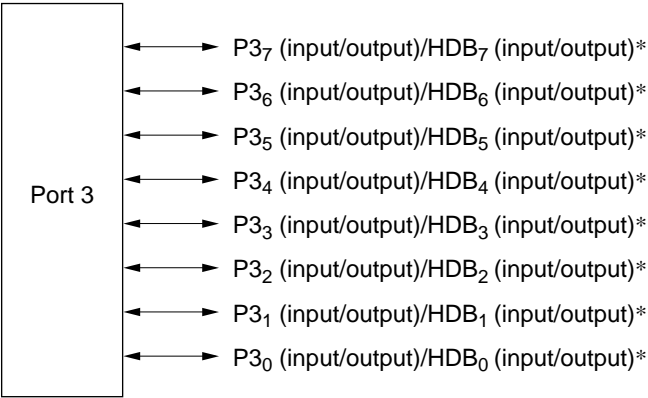 P3₇ (input/output)/HDB₇ (input/output)*
P3₆ (input/output)/HDB₆ (input/output)*
P3₅ (input/output)/HDB₅ (input/output)*
Port 3
P3₄ (input/output)/HDB₄ (input/output)*
P3₃ (input/output)/HDB₃ (input/output)*
P3₂ (input/output)/HDB₂ (input/output)*
P3₁ (input/output)/HDB₁ (input/output)*
P3₀ (input/output)/HDB₀ (input/output)*